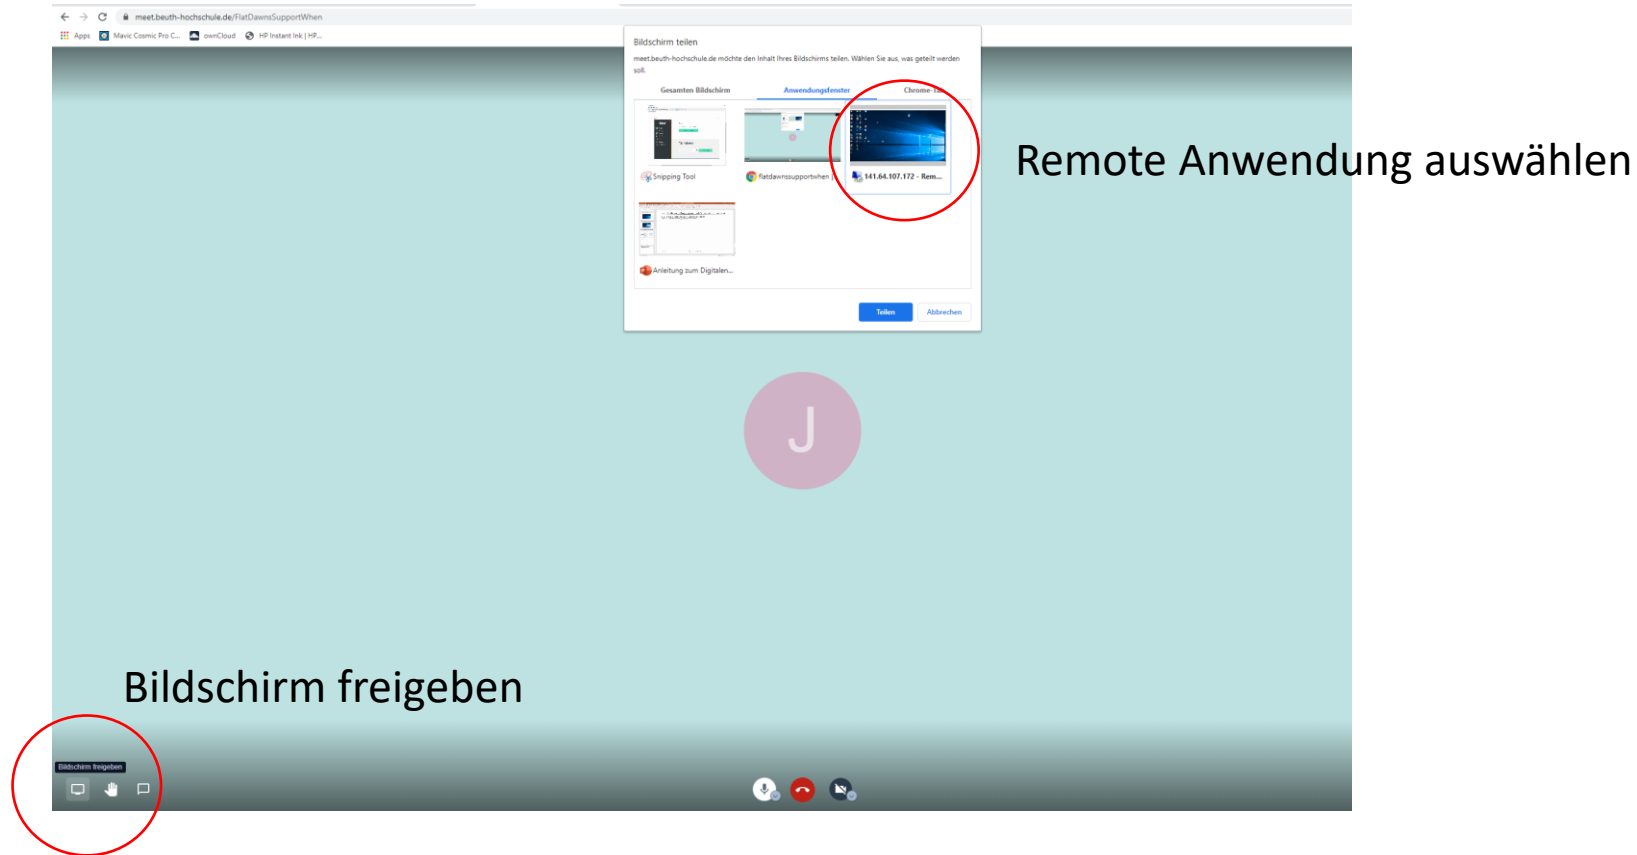 meet.beuth-hochschule.de/FlatDawnsSupportWhen
Apps Mavic Cosmic Pro C... ownCloud HP Instant Ink | HP...
Bildschirm teilen
meet.beuth-hochschule.de möchte den Inhalt Ihres Bildschirms teilen. Wählen Sie aus, was geteilt werden
soll.
Gesamten Bildschirm Anwendungsfenster Chrome-Tab
Snipping Tool flatdawnssupportwhen | 141.64.107.172 - Rem...
Anleitung zum Digitalen...
Teilen Abbrechen
Remote Anwendung auswählen
J
Bildschirm freigeben
Bildschirm freigeben